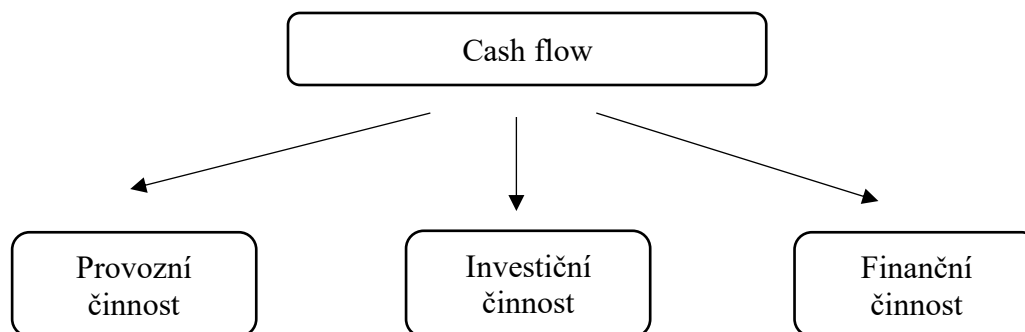 Cash flow
Provozní
činnost
Investiční
činnost
Finanční
činnost